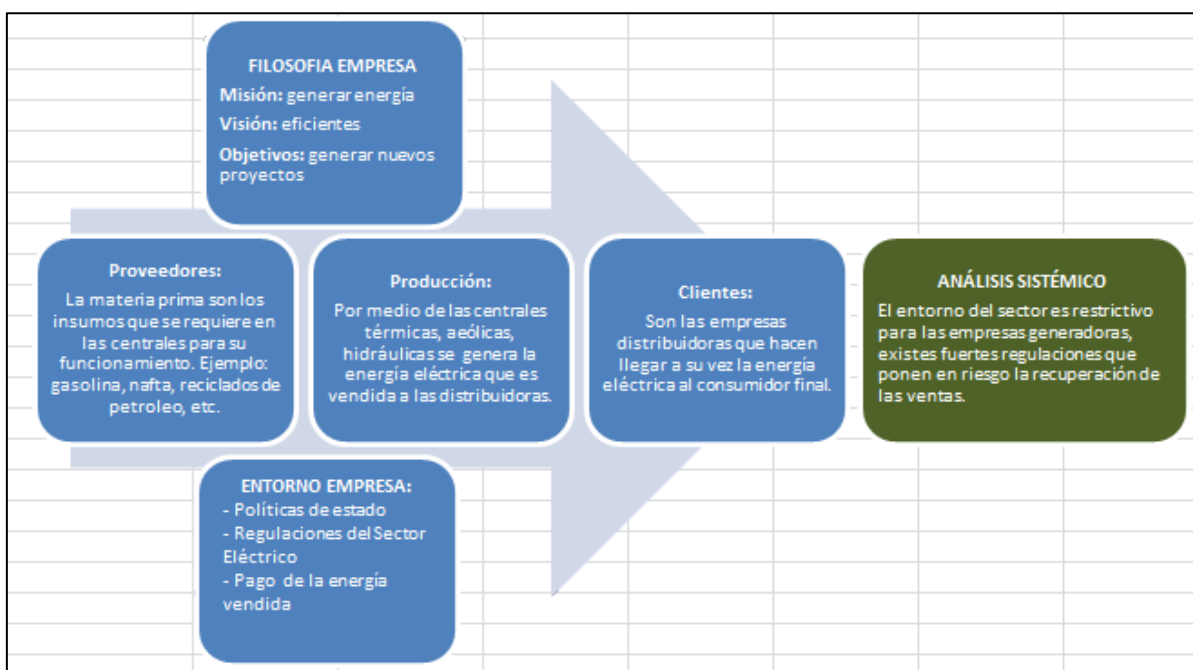 FILOSOFIA EMPRESA
Misión: generar energía
Visión: eficientes
Objetivos: generar nuevos
proyectos
Proveedores:
La materia prima son los
insumos que se requiere en
las centrales para su
funcionamiento. Ejemplo:
gasolina, nafta, reciclados de
petroleo, etc.
Producción:
Por medio de las centrales
térmicas, aeólicas,
hidráulicas se genera la
energía eléctrica que es
vendida a las distribuidoras.
Clientes:
Son las empresas
distribuidoras que hacen
llegar a su vez la energía
eléctrica al consumidor final.
ANÁLISIS SISTÉMICO
El entorno del sector es restrictivo
para las empresas generadoras,
existes fuertes regulaciones que
ponen en riesgo la recuperación de
las ventas.
ENTORNO EMPRESA:
- Políticas de estado
- Regulaciones del Sector
Eléctrico
- Pago de la energía
vendida